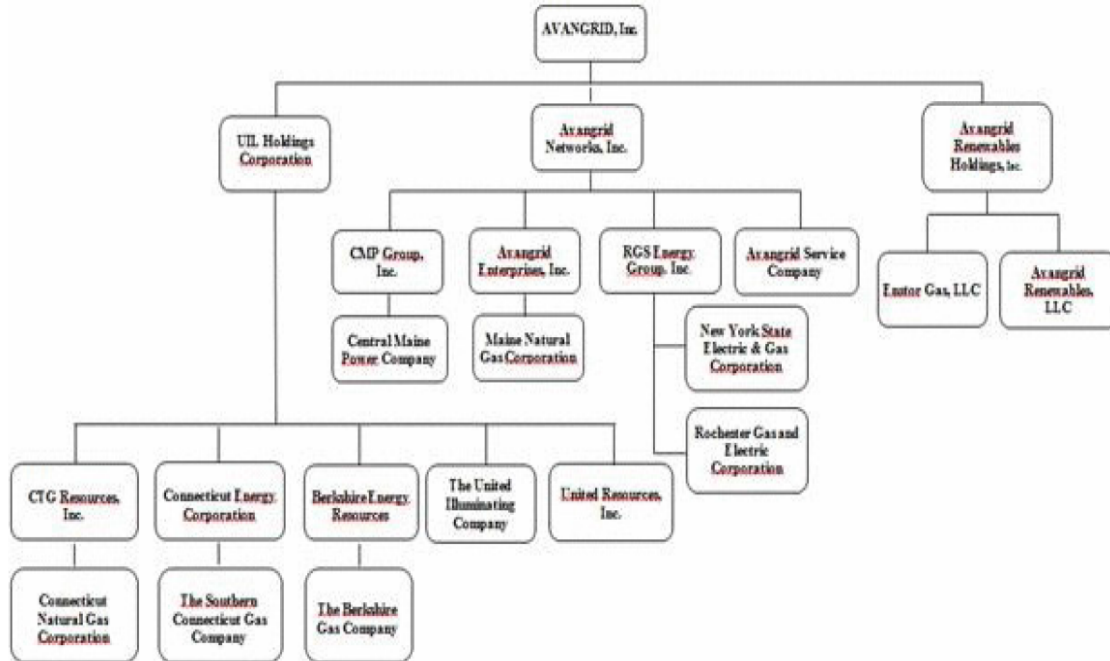 AVANGRID, Inc.
UIL Holdings
Corporation
Avangrid
Networks, Inc.
Avangrid
Renewables
Holdings, Inc.
CMP Group,
Inc.
Avangrid
Enterprises, Inc.
RGS Energy
Group, Inc.
Avangrid Service
Company
Enstor Gas, LLC
Avangrid
Renewables,
LLC
Central Maine
Power Company
Maine Natural
Gas Corporation
New York State
Electric & Gas
Corporation
Rochester Gas and
Electric
Corporation
CTG Resources,
Inc.
Connecticut Energy
Corporation
Berkshire Energy
Resources
The United
Illuminating
Company
United Resources,
Inc.
Connecticut
Natural Gas
Corporation
The Southern
Connecticut Gas
Company
The Berkshire
Gas Company